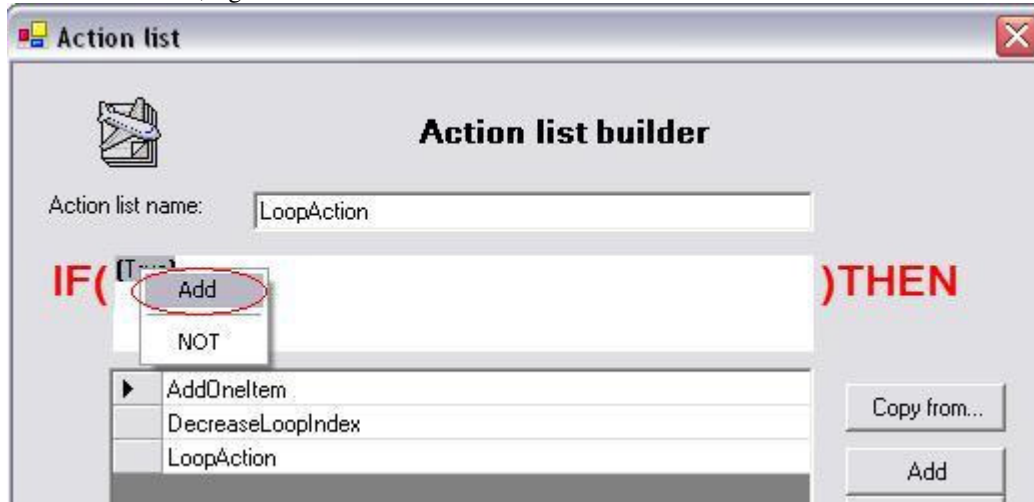 Action list
Action list builder
Action list name: LoopAction
IF( )THEN
Add
NOT
AddOneItem
DecreaseLoopIndex
LoopAction
Copy from...
Add